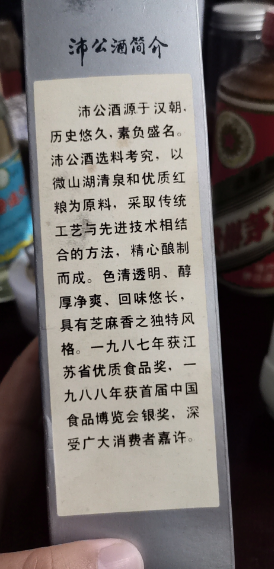 沛公酒简介
沛公酒源于汉朝，
历史悠久，素负盛名。
沛公酒选料考究，以
微山湖清泉和优质红
粮为原料，采取传统
工艺与先进技术相结
合的方法，精心酿制
而成。色清透明、醇
厚净爽、回味悠长，
具有芝麻香之独特风
格。一九八七年获江
苏省优质食品奖，一
九八八年获首届中国
食品博览会银奖，深
受广大消费者嘉许。